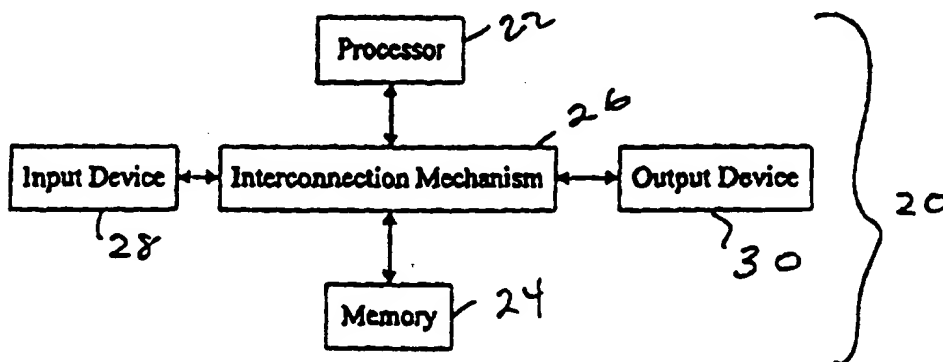 Processor
22
26
Input Device
Interconnection Mechanism
Output Device
20
28
30
Memory
24